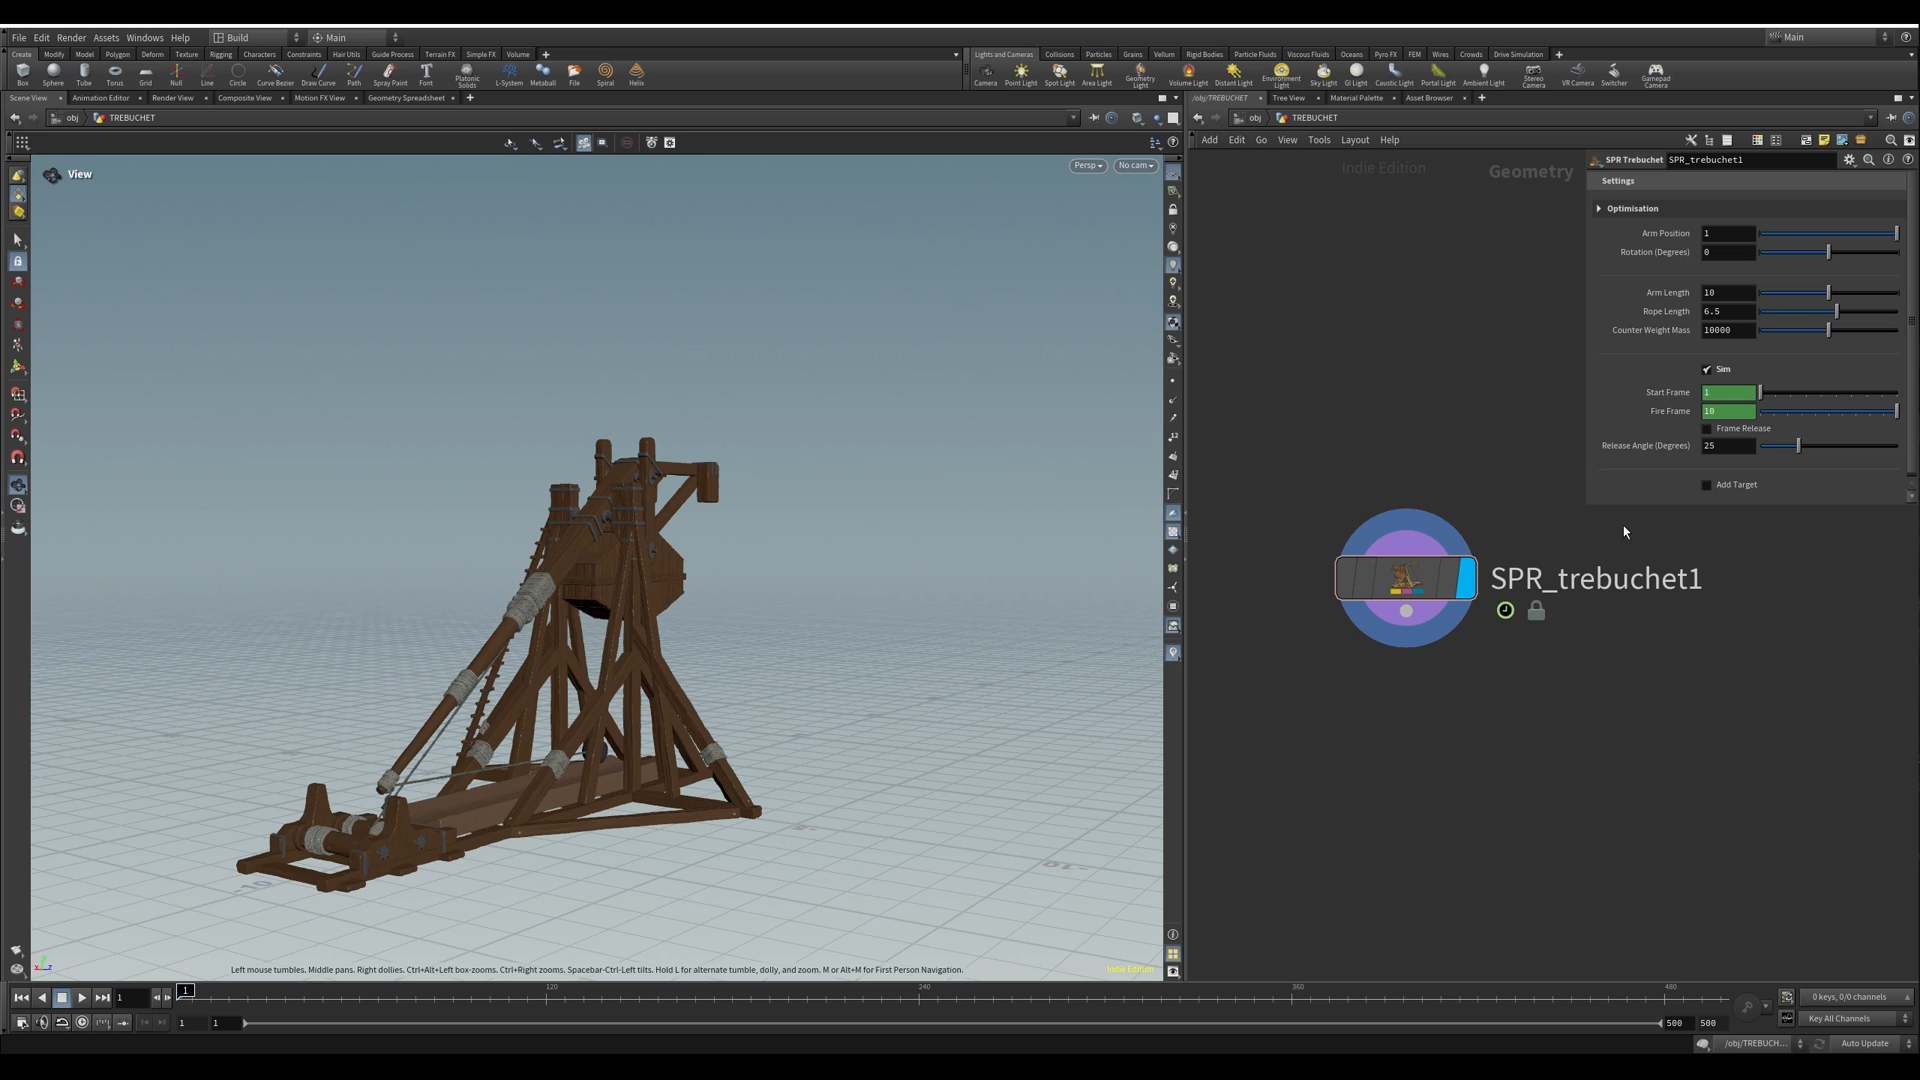 File Edit Render Assets Windows Help Build Main Main
Create Modify Model Polygon Deform Texture Rigging Characters Constraints Hair Utils Guide Process Terrain FX Simple FX Volume
Lights and Cameras Collisions Particles Grains Vellum Rigid Bodies Particle Fluids Viscous Fluids Oceans Pyro FX FEM Wires Crowds Drive Simulation
Box Sphere Tube Torus Grid Null Line Circle Curve Bezier Draw Curve Path Spray Paint Font Platonic Solids L-System Metaball File Spiral Helix
Camera Point Light Spot Light Area Light Geometry Light Volume Light Distant Light Environment Light Sky Light GI Light Caustic Light Portal Light Ambient Light Stereo Camera VR Camera Switcher Gamepad Camera
Scene View Animation Editor Render View Composite View Motion FX View Geometry Spreadsheet
/obj/TREBUCHET Tree View Material Palette Asset Browser
obj TREBUCHET
obj TREBUCHET
Add Edit Go View Tools Layout Help
View
Persp
No cam
Indie Edition
Geometry
SPR Trebuchet SPR_trebuchet1
Settings
Optimisation
Arm Position 1
Rotation (Degrees) 0
Arm Length 10
Rope Length 6.5
Counter Weight Mass 10000
Sim
Start Frame 1
Fire Frame 10
Frame Release
Release Angle (Degrees) 25
Add Target
SPR_trebuchet1
-10
Left mouse tumbles. Middle pans. Right dollies. Ctrl+Alt+Left box-zooms. Ctrl+Right zooms. Spacebar-Ctrl-Left tilts. Hold L for alternate tumble, dolly, and zoom. M or Alt+M for First Person Navigation.
Indie Edition
1 1 120 240 360 480
0 keys, 0/0 channels
1 1 500 500
Key All Channels
/obj/TREBUCH...
Auto Update